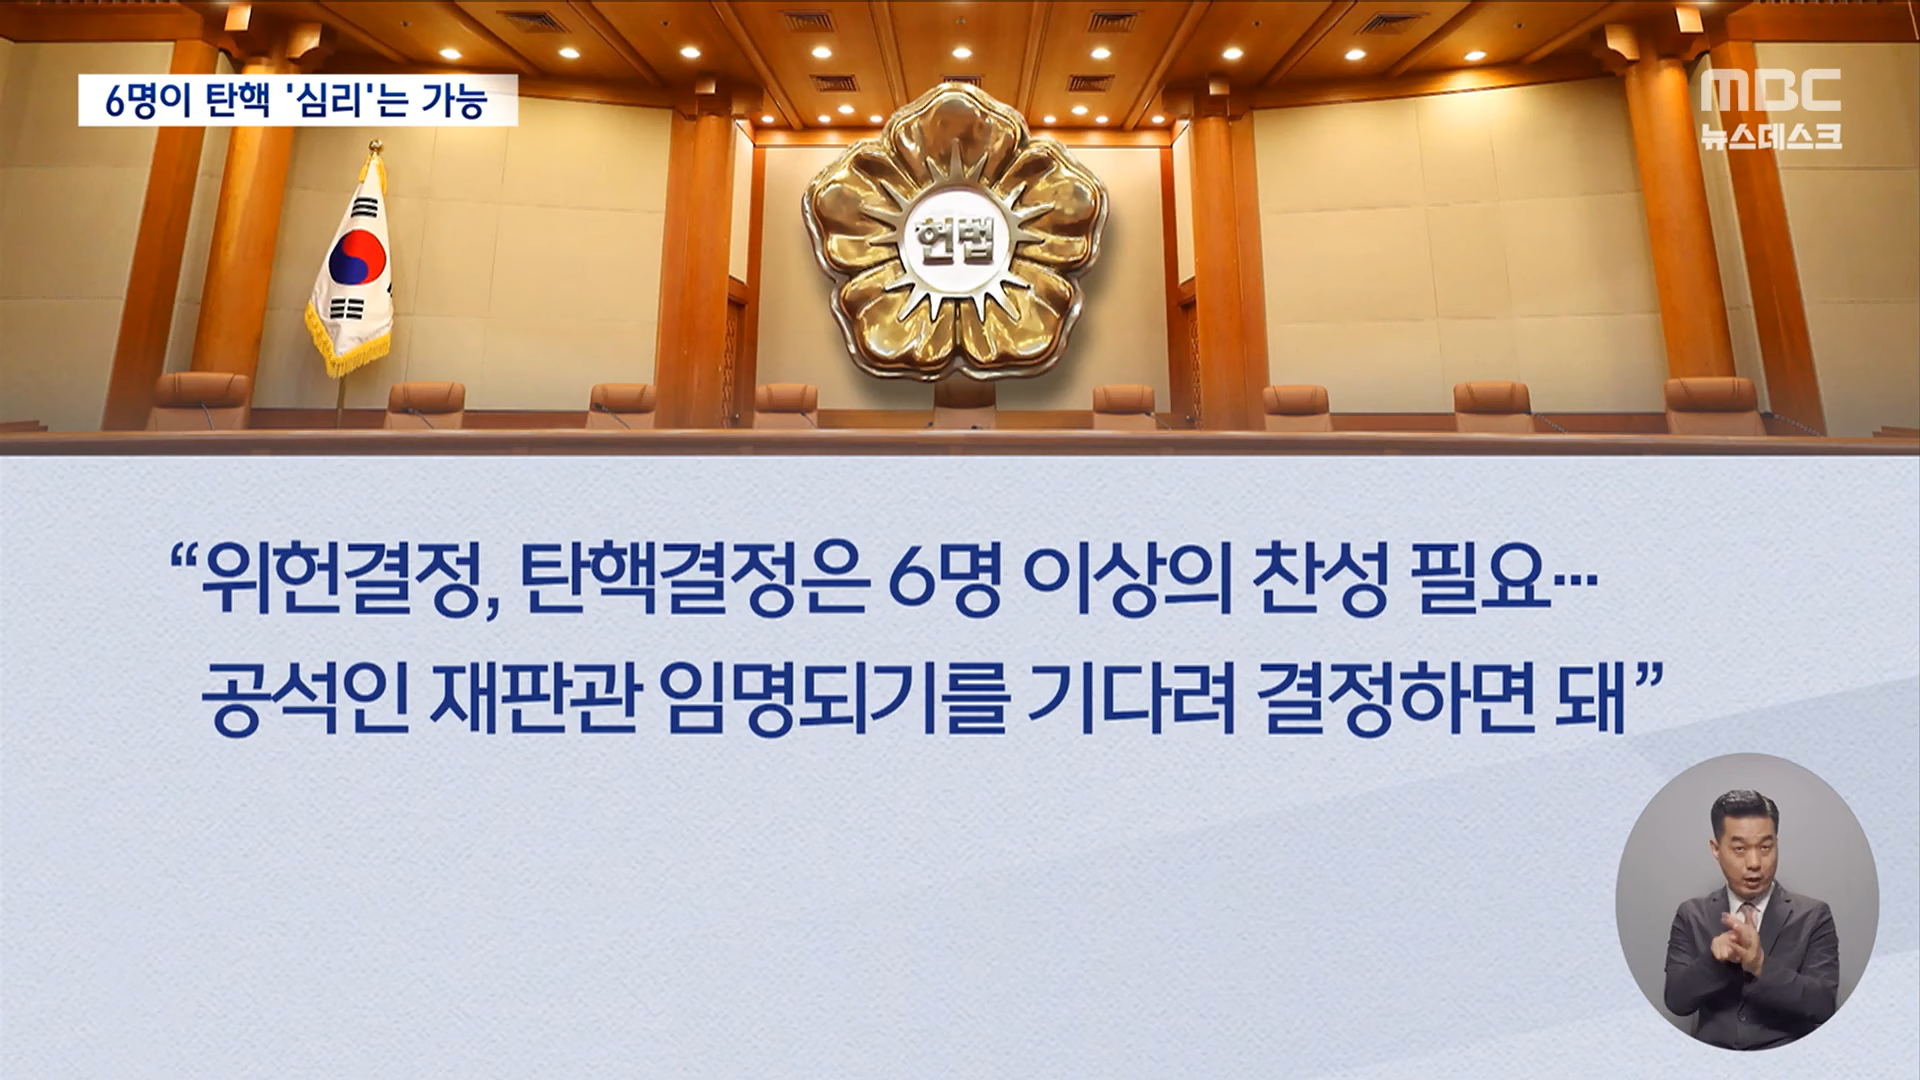 6명이 탄핵 '심리'는 가능
MBC
뉴스데스크
헌법
“위헌결정, 탄핵결정은 6명 이상의 찬성 필요…
공석인 재판관 임명되기를 기다려 결정하면 돼”